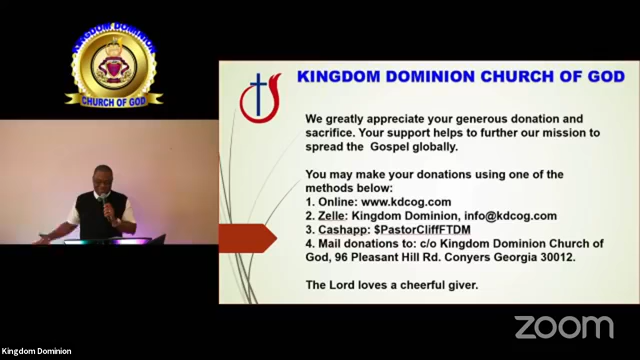 KINGDOM DOMINION
CHURCH OF GOD
KINGDOM DOMINION CHURCH OF GOD
We greatly appreciate your generous donation and
sacrifice. Your support helps to further our mission to
spread the Gospel globally.
You may make your donations using one of the
methods below:
1. Online: www.kdcog.com
2. Zelle: Kingdom Dominion, info@kdcog.com
3. Cashapp: $PastorCliffFTDM
4. Mail donations to: c/o Kingdom Dominion Church of
God, 96 Pleasant Hill Rd. Conyers Georgia 30012.
The Lord loves a cheerful giver.
zoom
Kingdom Dominion